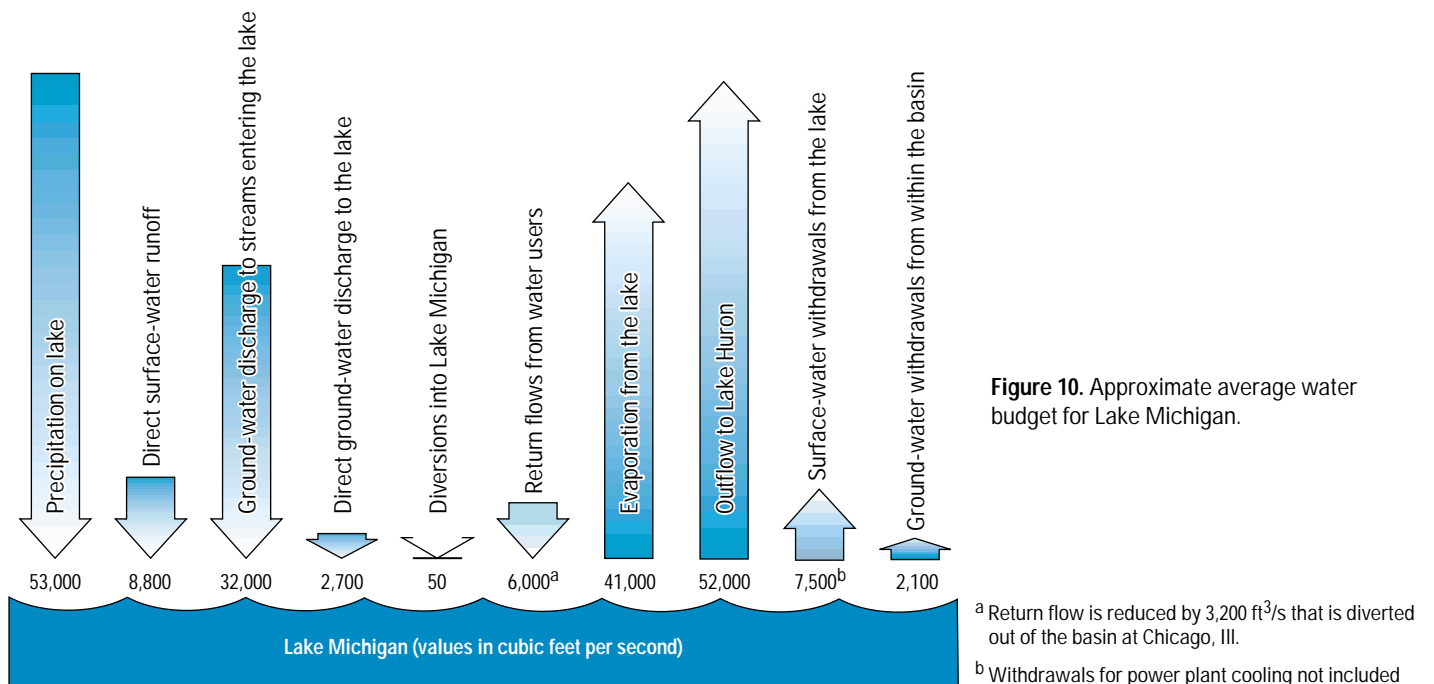 Precipitation on lake
Direct surface-water runoff
Ground-water discharge to streams entering the lake
Direct ground-water discharge to the lake
Diversions into Lake Michigan
Return flows from water users
Evaporation from the lake
Outflow to Lake Huron
Surface-water withdrawals from the lake
Ground-water withdrawals from within the basin
53,000 8,800 32,000 2,700 50 6,000ᵃ 41,000 52,000 7,500ᵇ 2,100
Lake Michigan (values in cubic feet per second)
Figure 10. Approximate average water
budget for Lake Michigan.
ᵃ Return flow is reduced by 3,200 ft³/s that is diverted
out of the basin at Chicago, Ill.
ᵇ Withdrawals for power plant cooling not included